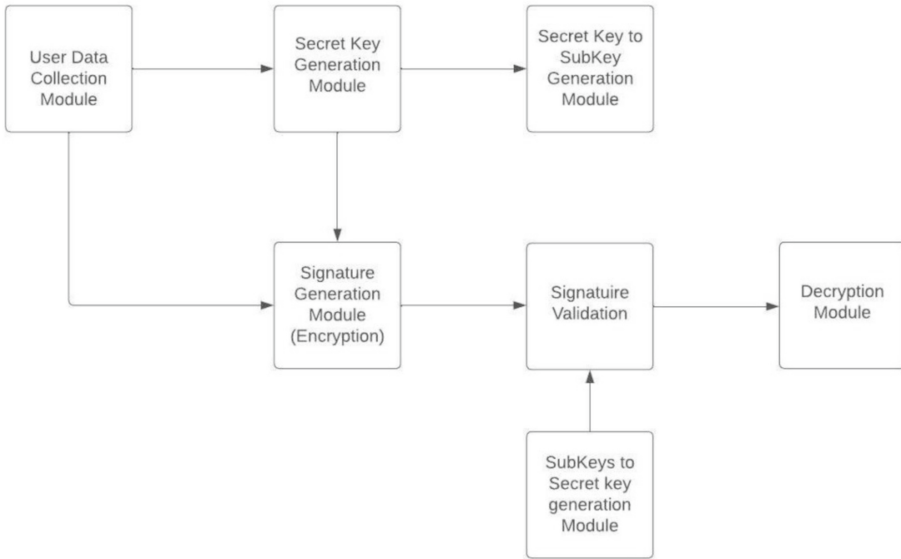 User Data
Collection
Module
Secret Key
Generation
Module
Secret Key to
SubKey
Generation
Module
Signature
Generation
Module
(Encryption)
Signatuire
Validation
Decryption
Module
SubKeys to
Secret key
generation
Module